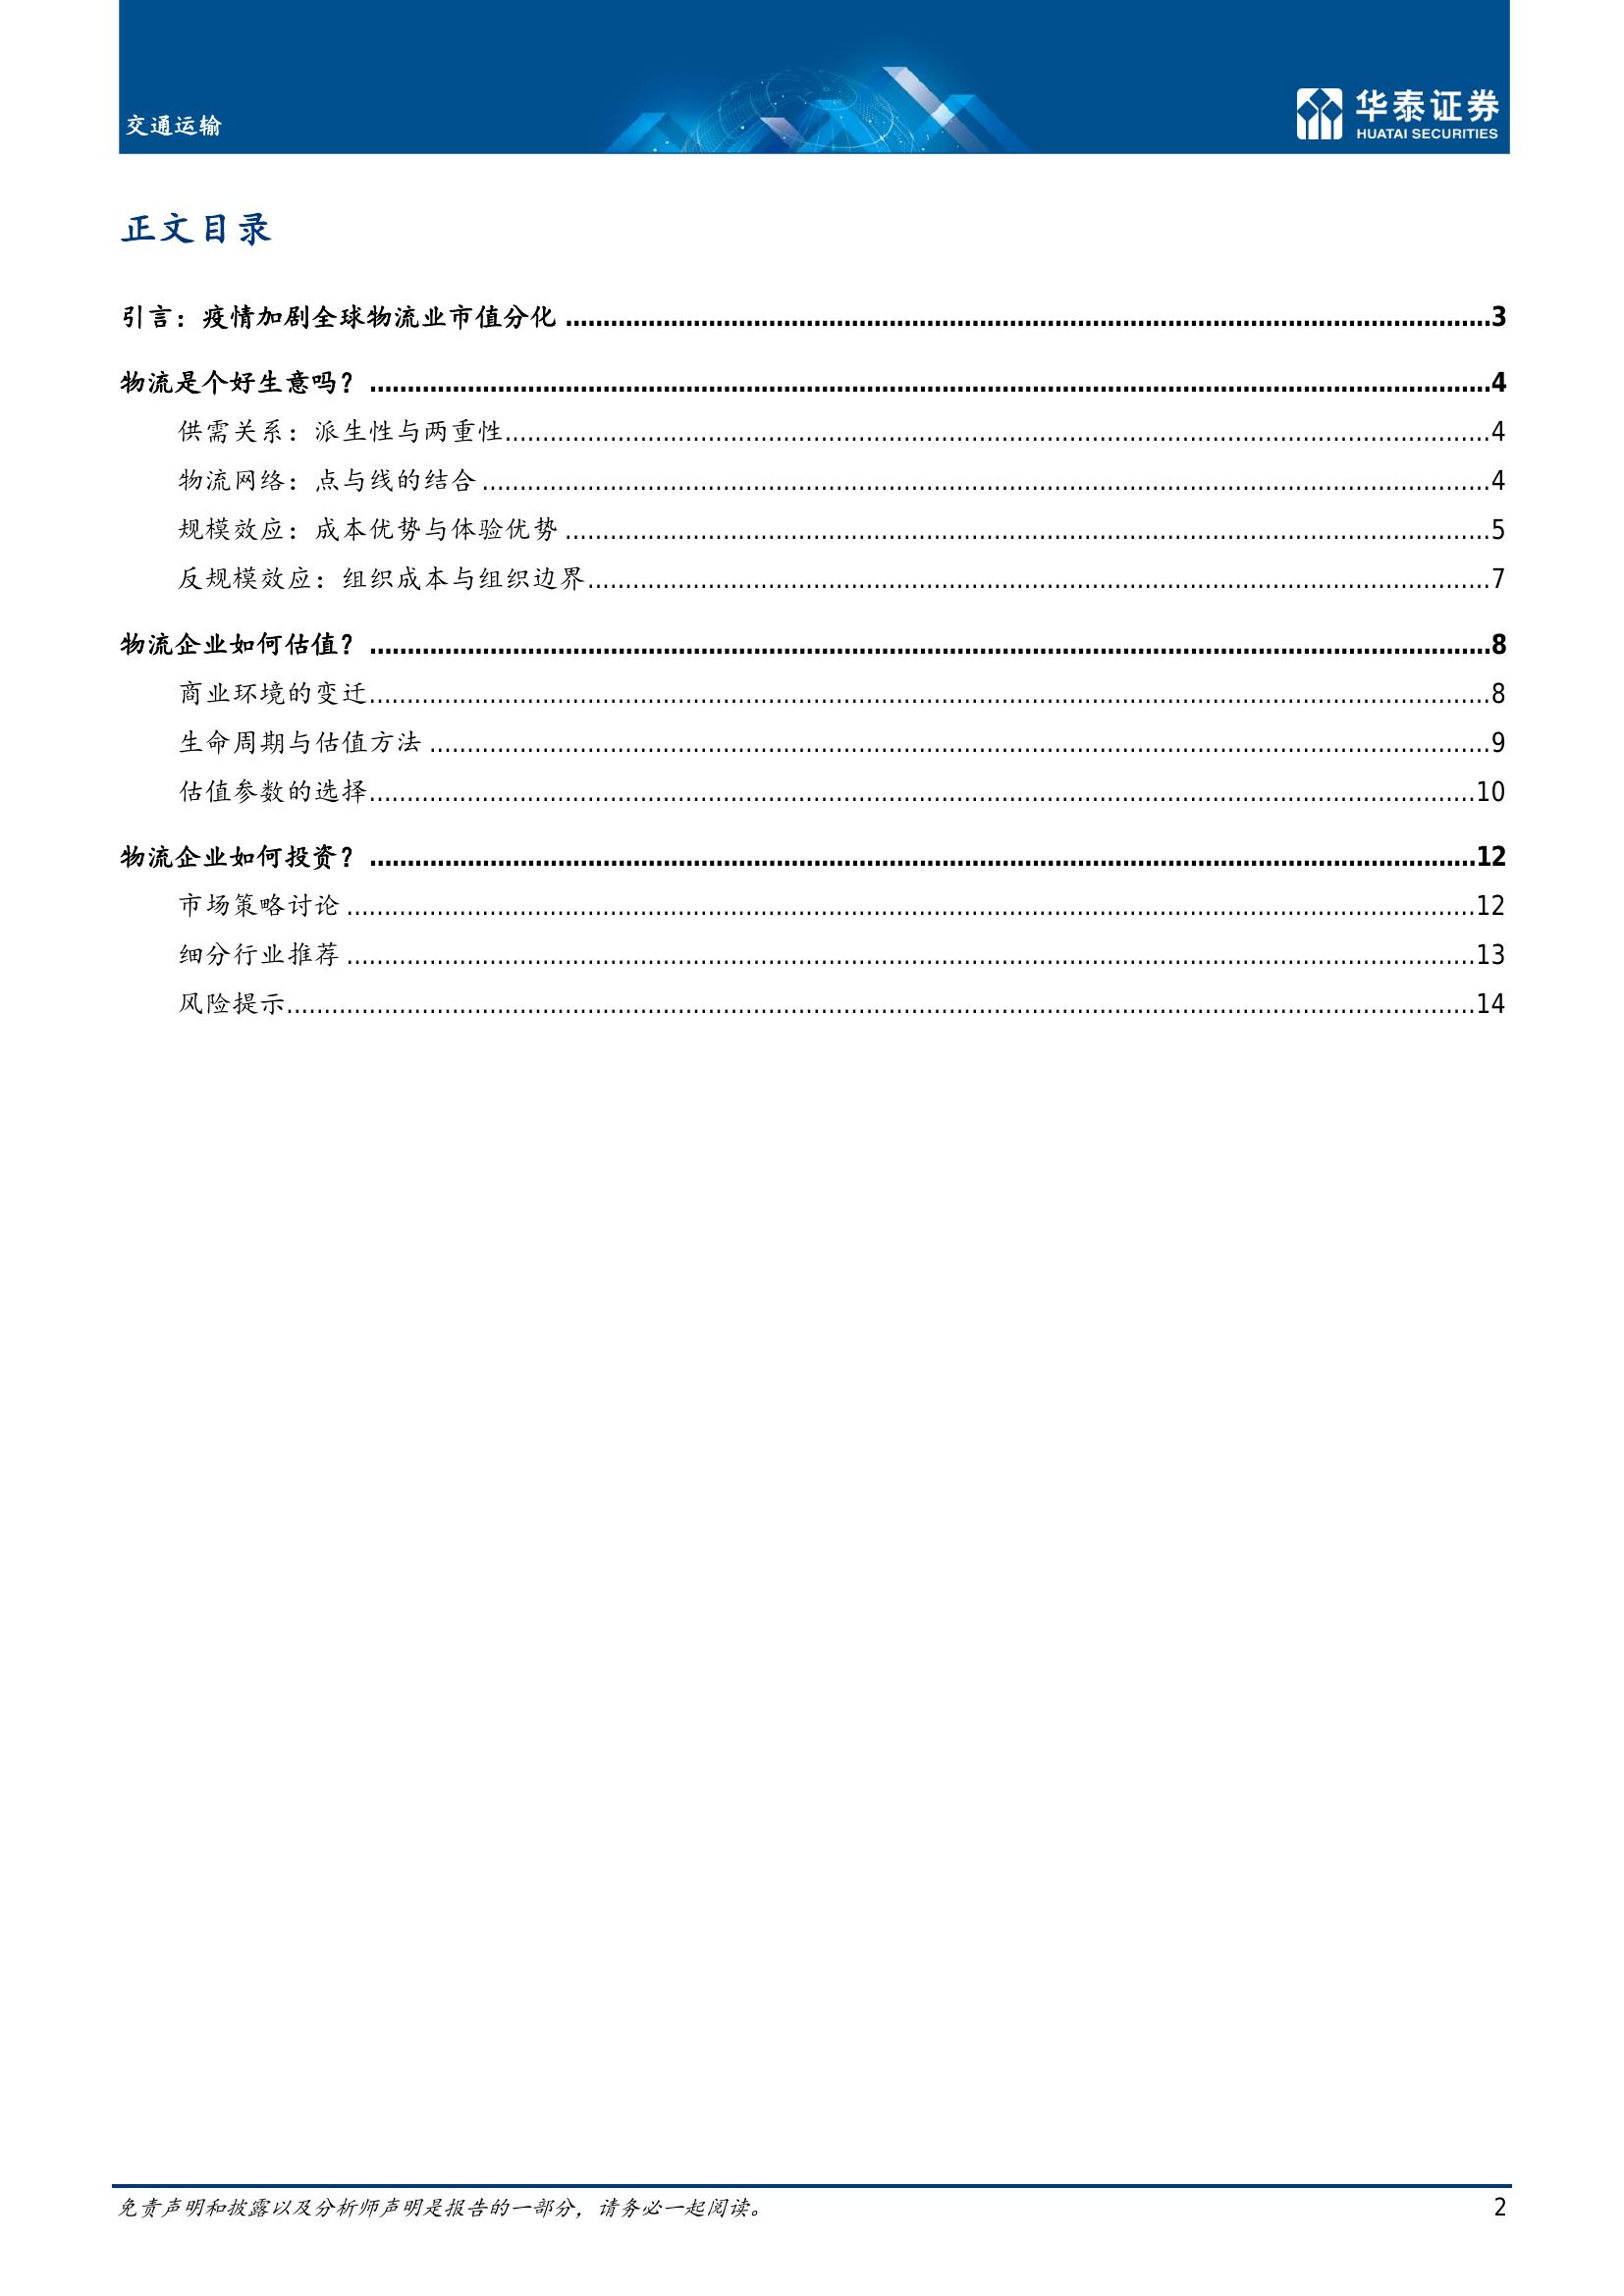 交通运输
华泰证券
HUATAI SECURITIES
正文目录
引言：疫情加剧全球物流业市值分化 3
物流是个好生意吗？ 4
供需关系：派生性与两重性 4
物流网络：点与线的结合 4
规模效应：成本优势与体验优势 5
反规模效应：组织成本与组织边界 7
物流企业如何估值？ 8
商业环境的变迁 8
生命周期与估值方法 9
估值参数的选择 10
物流企业如何投资？ 12
市场策略讨论 12
细分行业推荐 13
风险提示 14
免责声明和披露以及分析师声明是报告的一部分，请务必一起阅读。 2